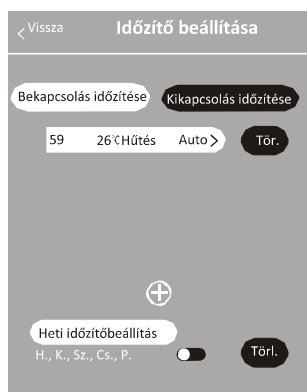 Vissza Időzítő beállítása
Bekapcsolás időzítése Kikapcsolás időzítése
59 26℃Hűtés Auto Tör.
Heti időzítőbeállítás
H., K., Sz., Cs., P. Törl.